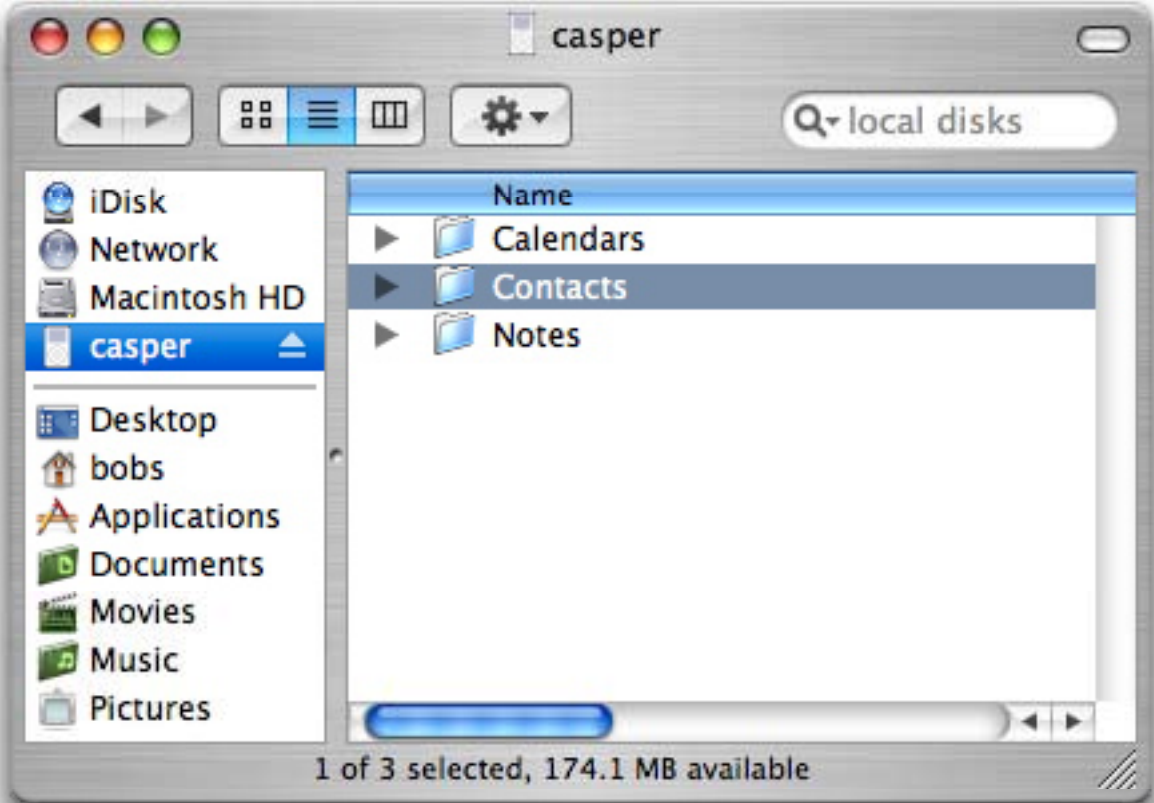 casper
local disks
iDisk
Network
Macintosh HD
casper
Desktop
bobs
Applications
Documents
Movies
Music
Pictures
Name
Calendars
Contacts
Notes
1 of 3 selected, 174.1 MB available